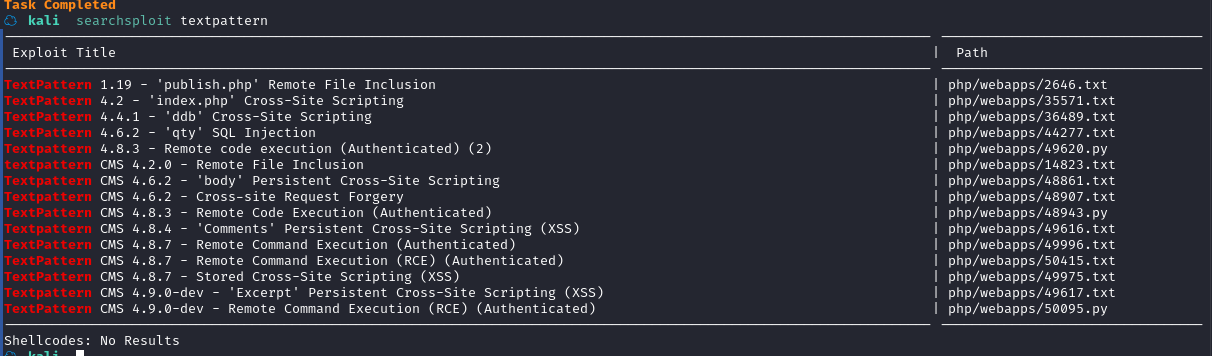 Task Completed
kali searchsploit textpattern
Exploit Title | Path
TextPattern 1.19 - 'publish.php' Remote File Inclusion | php/webapps/2646.txt
TextPattern 4.2 - 'index.php' Cross-Site Scripting | php/webapps/35571.txt
TextPattern 4.4.1 - 'ddb' Cross-Site Scripting | php/webapps/36489.txt
TextPattern 4.6.2 - 'qty' SQL Injection | php/webapps/44277.txt
TextPattern 4.8.3 - Remote code execution (Authenticated) (2) | php/webapps/49620.py
textpattern CMS 4.2.0 - Remote File Inclusion | php/webapps/14823.txt
Textpattern CMS 4.6.2 - 'body' Persistent Cross-Site Scripting | php/webapps/48861.txt
Textpattern CMS 4.6.2 - Cross-site Request Forgery | php/webapps/48907.txt
Textpattern CMS 4.8.3 - Remote Code Execution (Authenticated) | php/webapps/48943.py
TextPattern CMS 4.8.4 - 'Comments' Persistent Cross-Site Scripting (XSS) | php/webapps/49616.txt
Textpattern CMS 4.8.7 - Remote Command Execution (Authenticated) | php/webapps/49996.txt
Textpattern CMS 4.8.7 - Remote Command Execution (RCE) (Authenticated) | php/webapps/50415.txt
Textpattern CMS 4.8.7 - Stored Cross-Site Scripting (XSS) | php/webapps/49975.txt
TextPattern CMS 4.9.0-dev - 'Excerpt' Persistent Cross-Site Scripting (XSS) | php/webapps/49617.txt
TextPattern CMS 4.9.0-dev - Remote Command Execution (RCE) (Authenticated) | php/webapps/50095.py
Shellcodes: No Results
kali